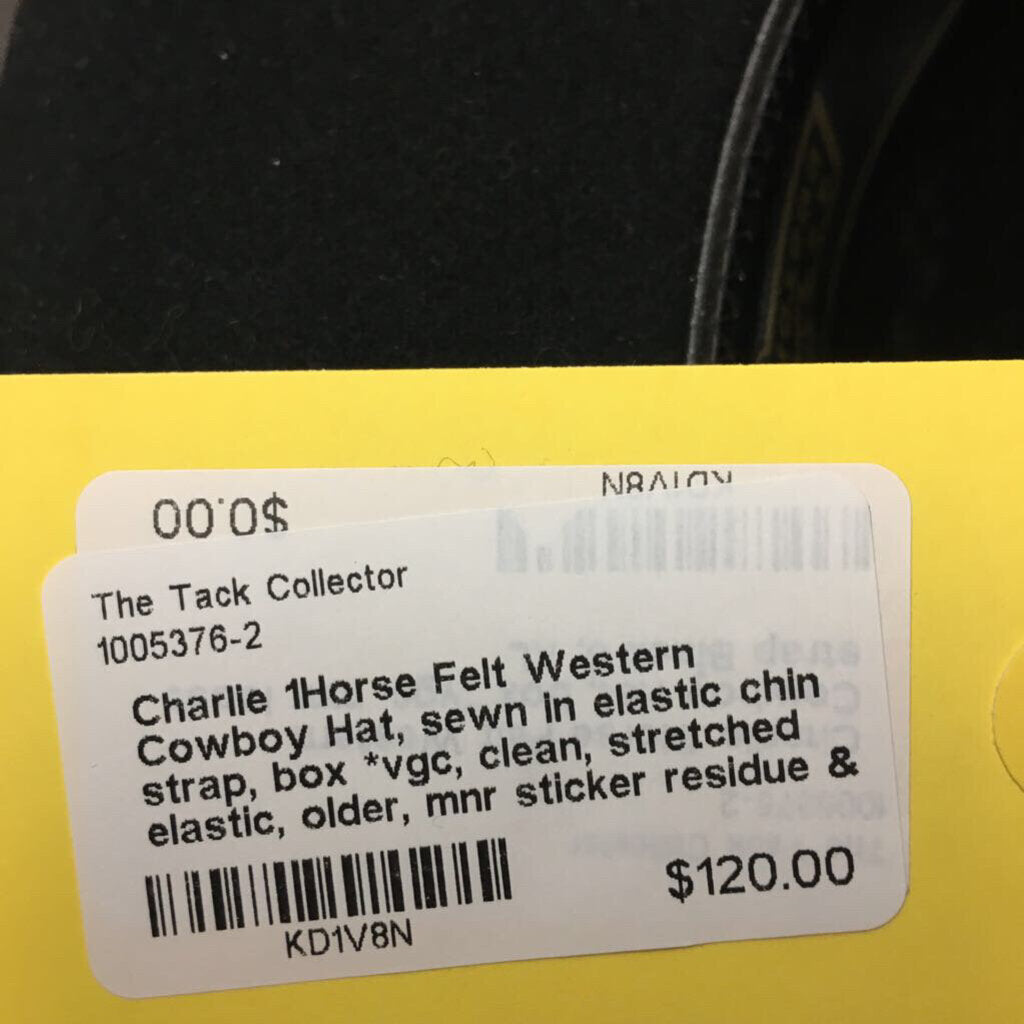 $0.00
KD1V8N
The Tack Collector
1005376-2
Charlie 1Horse Felt Western
Cowboy Hat, sewn in elastic chin
strap, box *vgc, clean, stretched
elastic, older, mnr sticker residue &
$120.00
KD1V8N